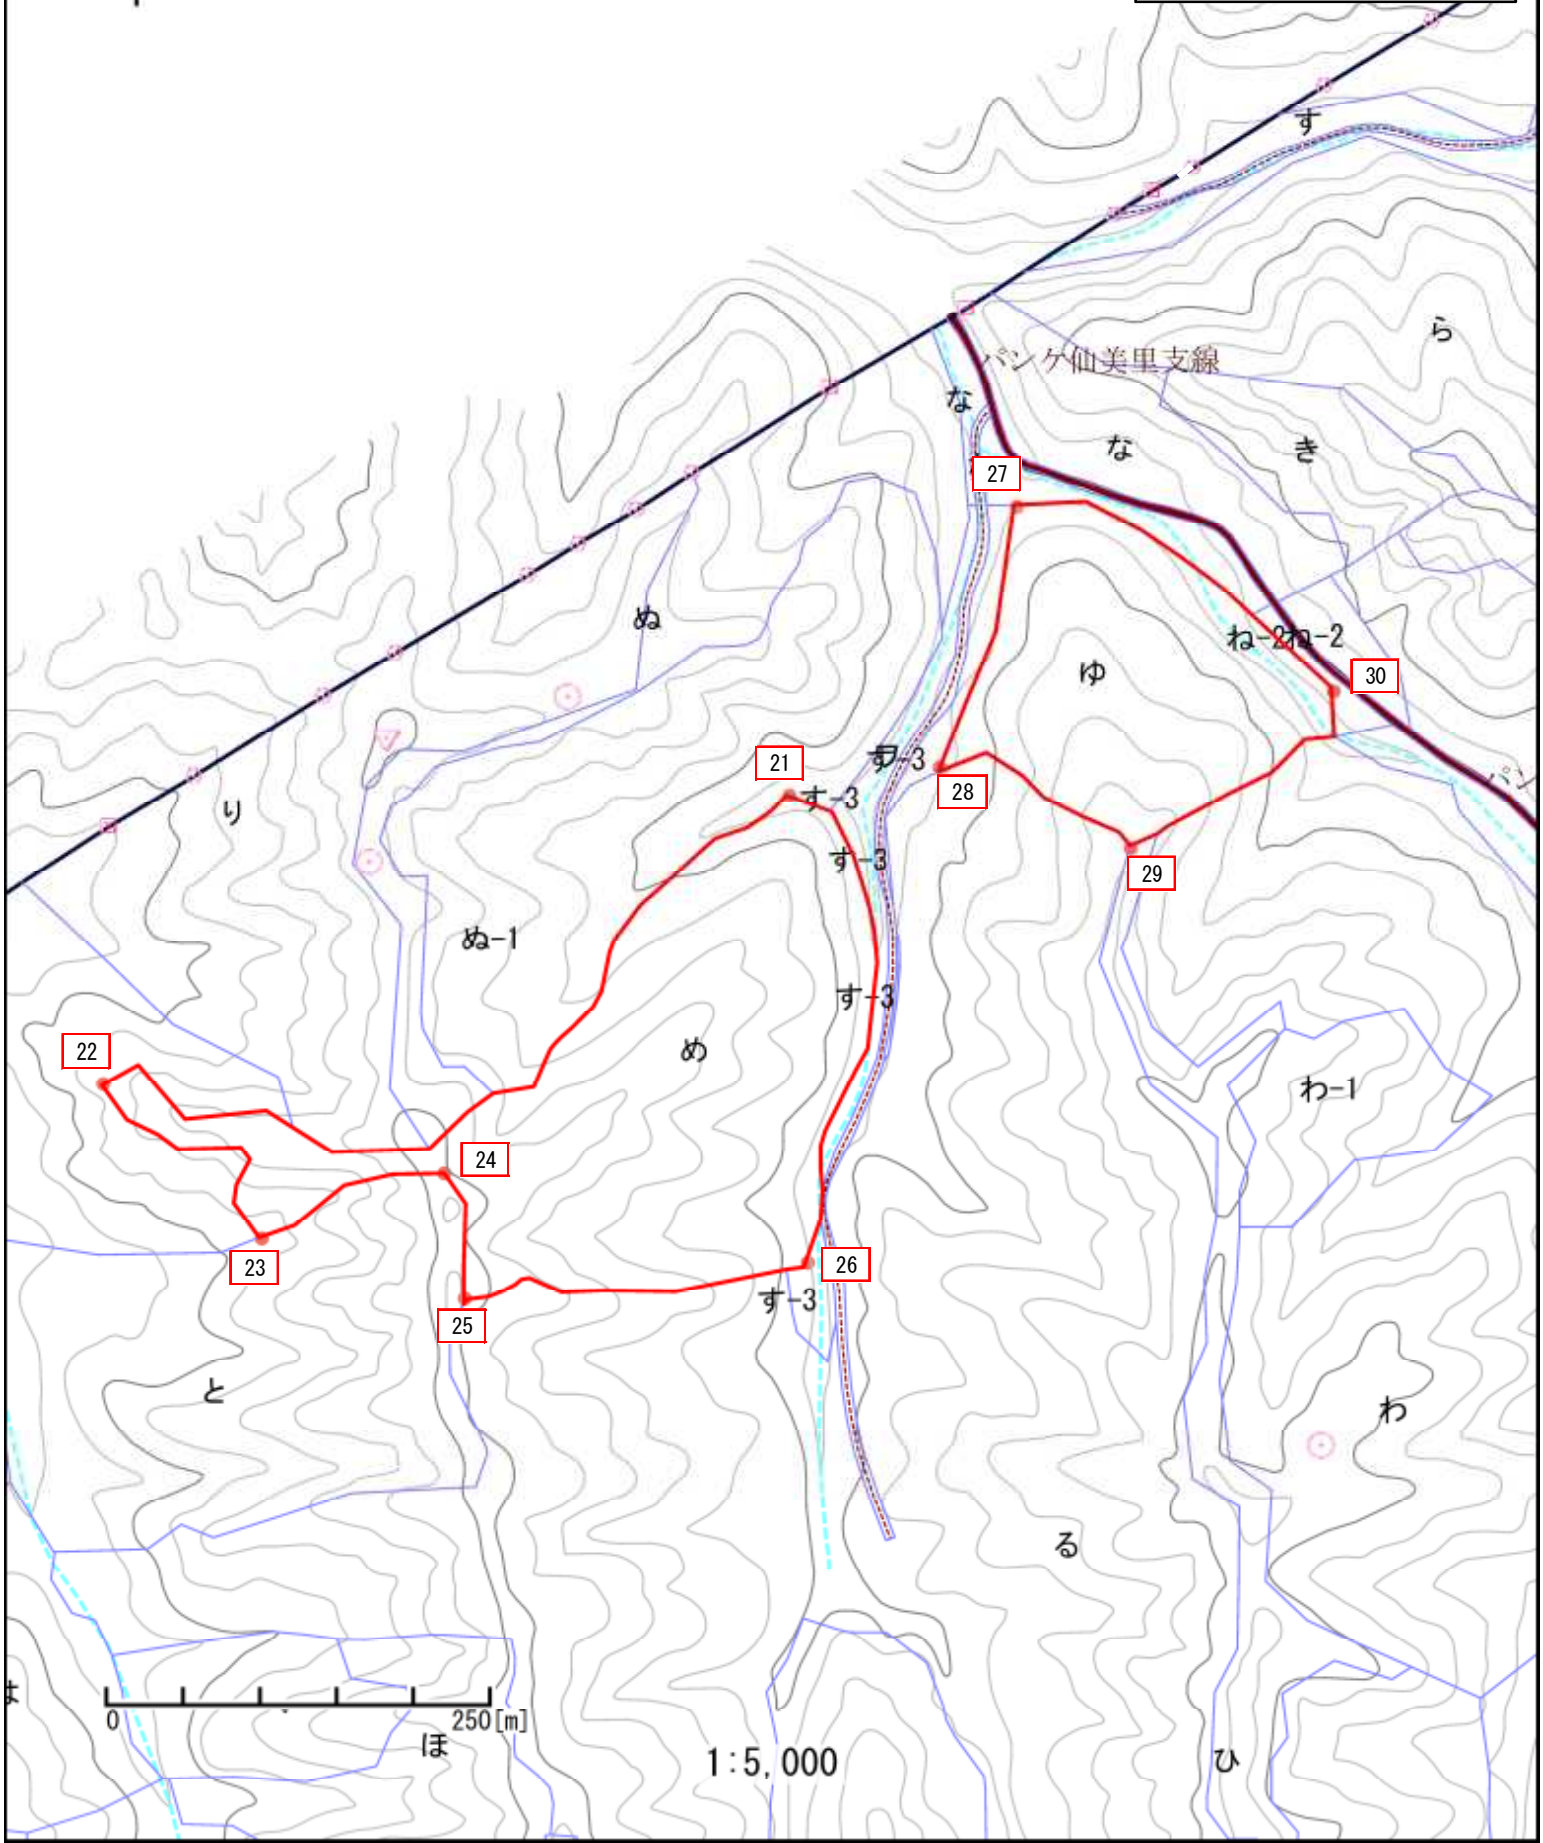 す
ら
パンケ仙美里支線
な
な
き
27
ぬ
ね-2
ね-2
ゆ
30
21
す-3
28
す-3
り
す-3
29
ぬ-1
す-3
22
め
わ-1
24
23
26
す-3
25
と
わ
る
0
250[m]
ほ
1:5,000
ひ